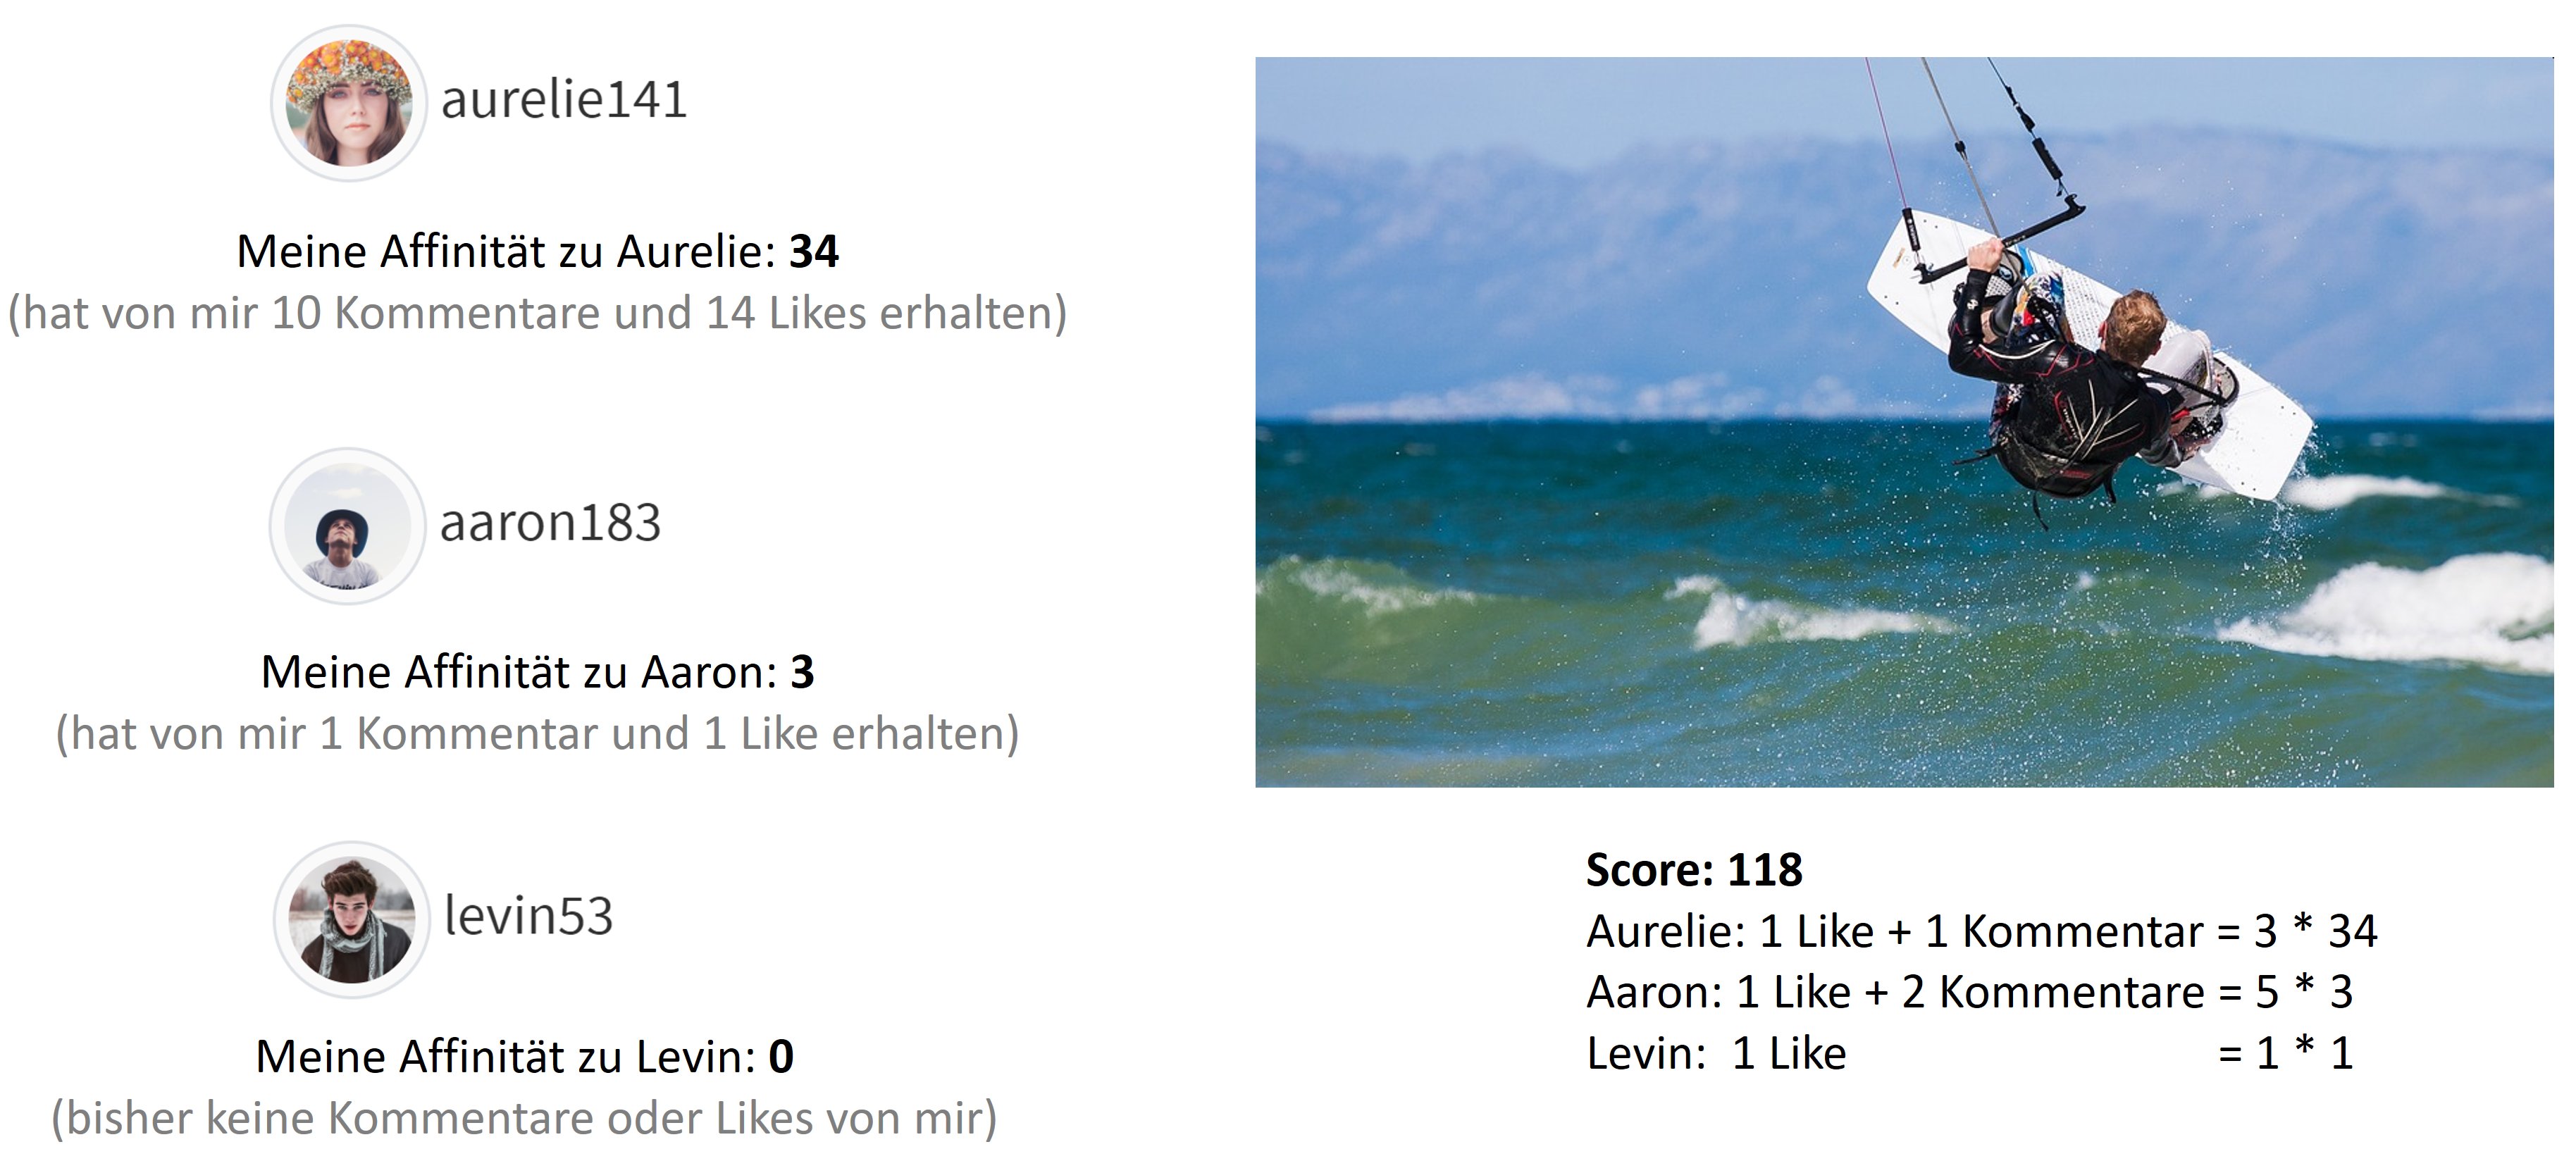 aurelie141
Meine Affinität zu Aurelie: 34
(hat von mir 10 Kommentare und 14 Likes erhalten)
aaron183
Meine Affinität zu Aaron: 3
(hat von mir 1 Kommentar und 1 Like erhalten)
levin53
Meine Affinität zu Levin: 0
(bisher keine Kommentare oder Likes von mir)
Score: 118
Aurelie: 1 Like + 1 Kommentar = 3 * 34
Aaron: 1 Like + 2 Kommentare = 5 * 3
Levin: 1 Like = 1 * 1